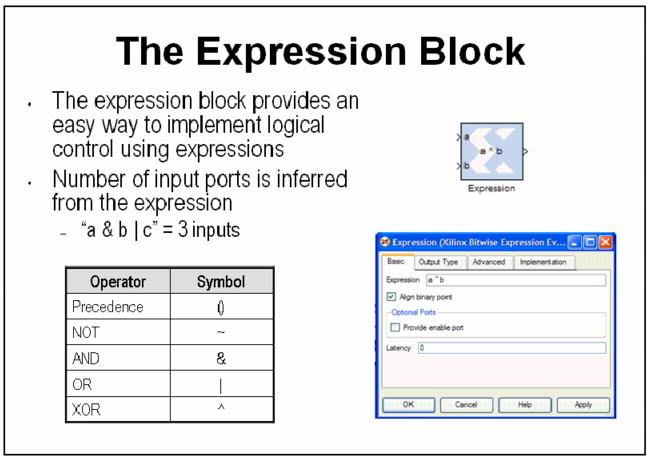 The Expression Block
• The expression block provides an
easy way to implement logical
control using expressions
• Number of input ports is inferred
from the expression
– “a & b | c” = 3 inputs
a
a ^ b
b
Expression
Operator Symbol
Precedence ()
NOT ~
AND &
OR |
XOR ^
Expression (Xilinx Bitwise Expression Ev...
Basic Output Type Advanced Implementation
Expression a ^ b
Align binary point
Optional Ports
Provide enable port
Latency 0
OK Cancel Help Apply